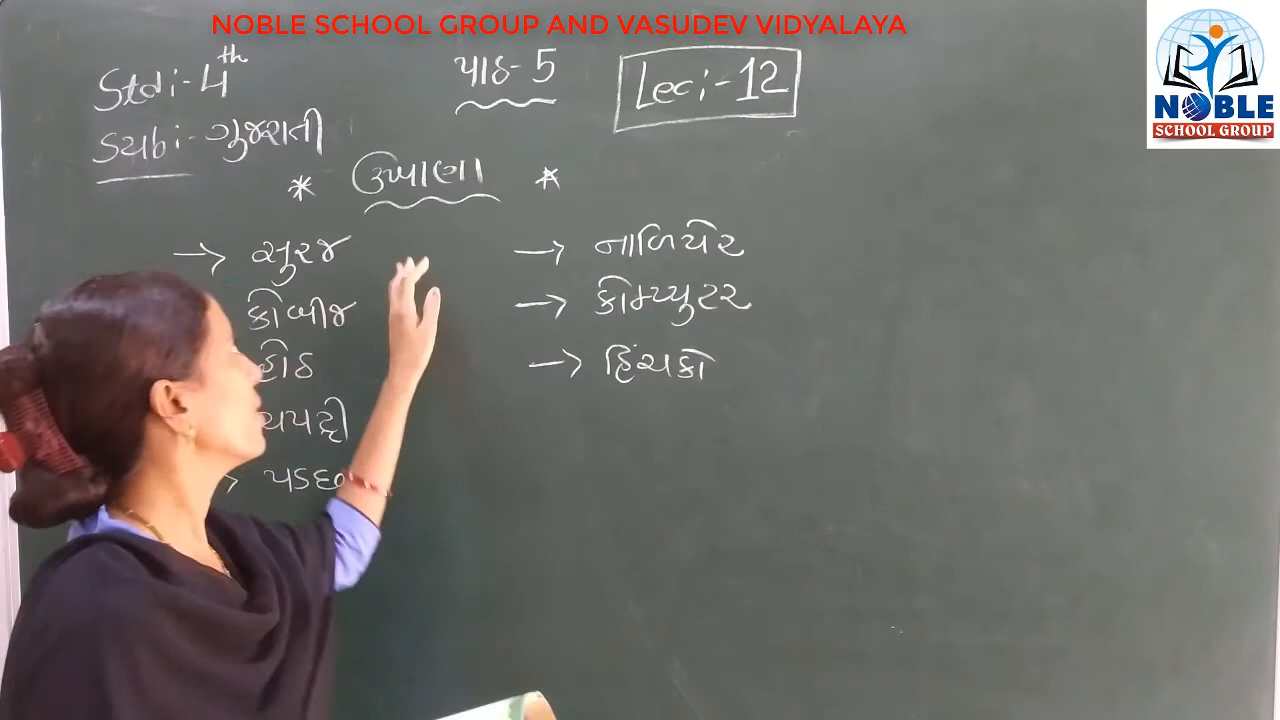 NOBLE SCHOOL GROUP AND VASUDEV VIDYALAYA
Std:- 4th
પાઠ- 5
Lec:- 12
Sub:- ગુજરાતી
* ઉખાણા *
→ સુરજ
કોબીજ
હોઠ
ચપટ્ટી
પડછા
→ નાળિયેર
→ કોમ્પ્યુટર
→ હિંચકો
NOBLE
SCHOOL GROUP